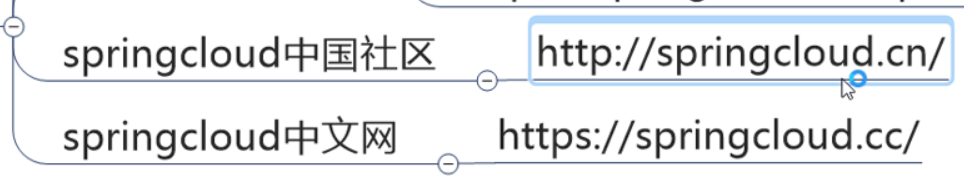 springcloud中国社区 http://springcloud.cn/
springcloud中文网 https://springcloud.cc/